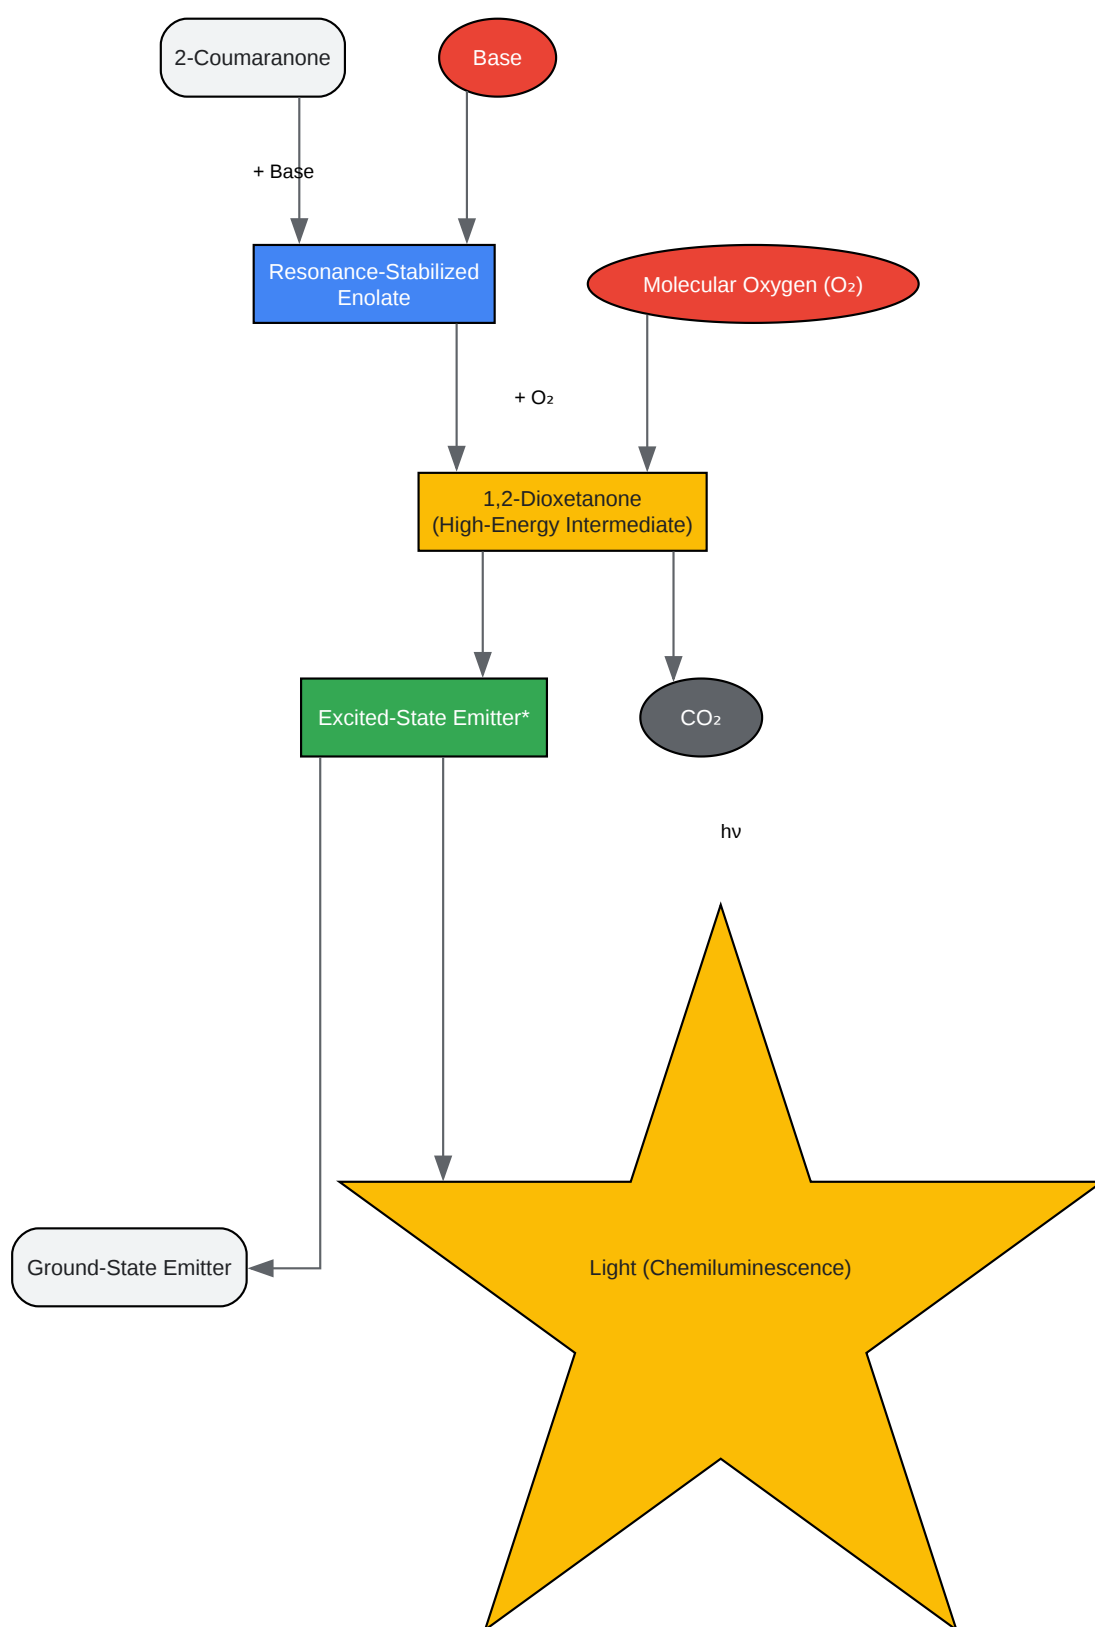 2-Coumaranone
Base
+ Base
Resonance-Stabilized
Enolate
Molecular Oxygen (O₂)
+ O₂
1,2-Dioxetanone
(High-Energy Intermediate)
Excited-State Emitter*
CO₂
hν
Ground-State Emitter
Light (Chemiluminescence)